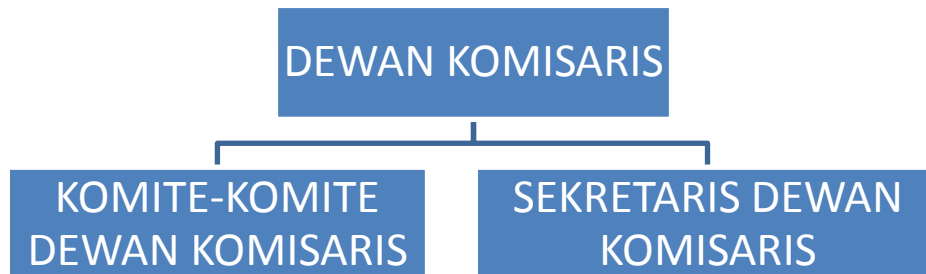 DEWAN KOMISARIS
KOMITE-KOMITE
DEWAN KOMISARIS
SEKRETARIS DEWAN
KOMISARIS